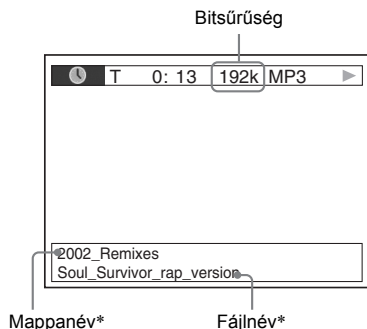 Bitsűrűség
T 0: 13 192k MP3
2002_Remixes
Soul_Survivor_rap_version
Mappanév* Fájlnév*